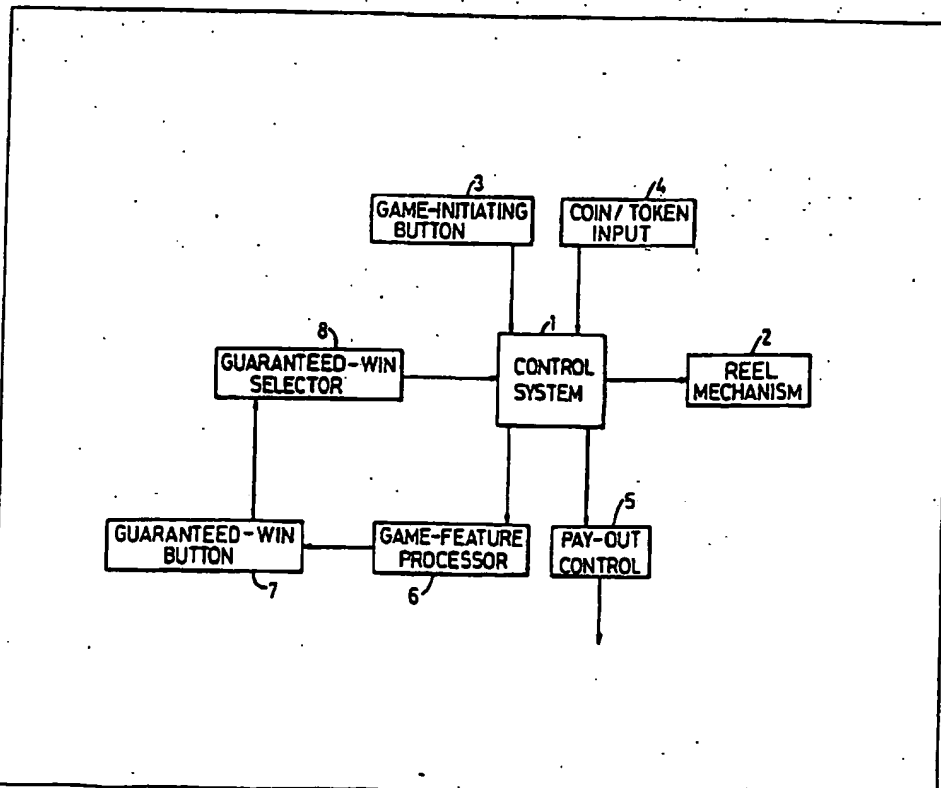 3
GAME-INITIATING
BUTTON
4
COIN/TOKEN
INPUT
8
GUARANTEED-WIN
SELECTOR
1
CONTROL
SYSTEM
2
REEL
MECHANISM
GUARANTEED-WIN
BUTTON
7
GAME-FEATURE
PROCESSOR
6
5
PAY-OUT
CONTROL